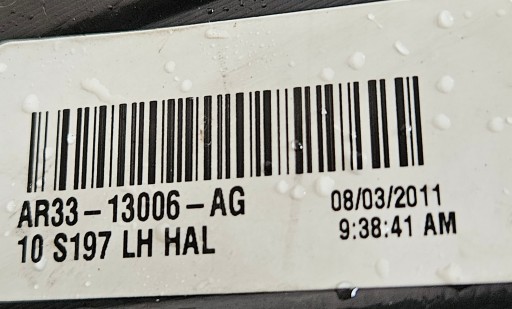 AR33-13006-AG
10 S197 LH HAL
08/03/2011
9:38:41 AM